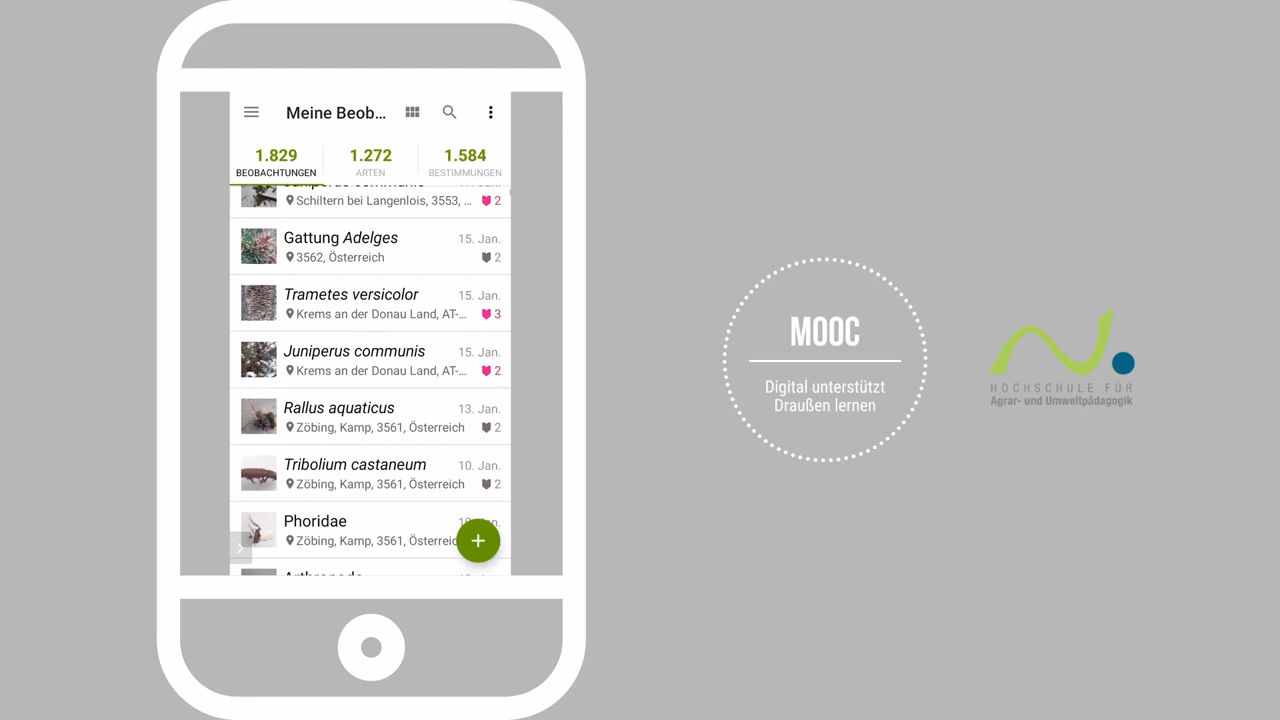 Meine Beob...
1.829 1.272 1.584
BEOBACHTUNGEN ARTEN BESTIMMUNGEN
Juniperus communis
Schiltern bei Langenlois, 3553, ... 2
Gattung Adelges 15. Jan.
3562, Österreich 2
Trametes versicolor 15. Jan.
Krems an der Donau Land, AT-... 3
Juniperus communis 15. Jan.
Krems an der Donau Land, AT-... 2
Rallus aquaticus 13. Jan.
Zöbing, Kamp, 3561, Österreich 2
Tribolium castaneum 10. Jan.
Zöbing, Kamp, 3561, Österreich 2
Phoridae
Zöbing, Kamp, 3561,
MOOC
Digital unterstützt
Draußen lernen
HOCHSCHULE FÜR
Agrar- und Umweltpädagogik